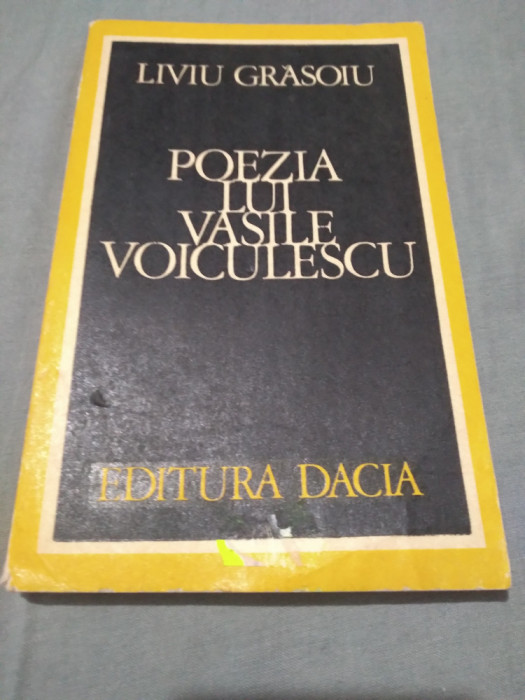 LIVIU GRĂSOIU
POEZIA
LUI
VASILE
VOICULESCU
EDITURA DACIA